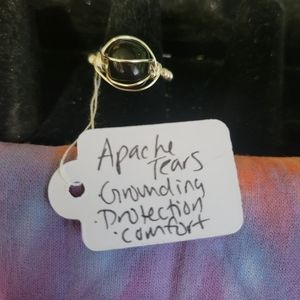 Apache
Tears
Grounding
·Protection
·comfort